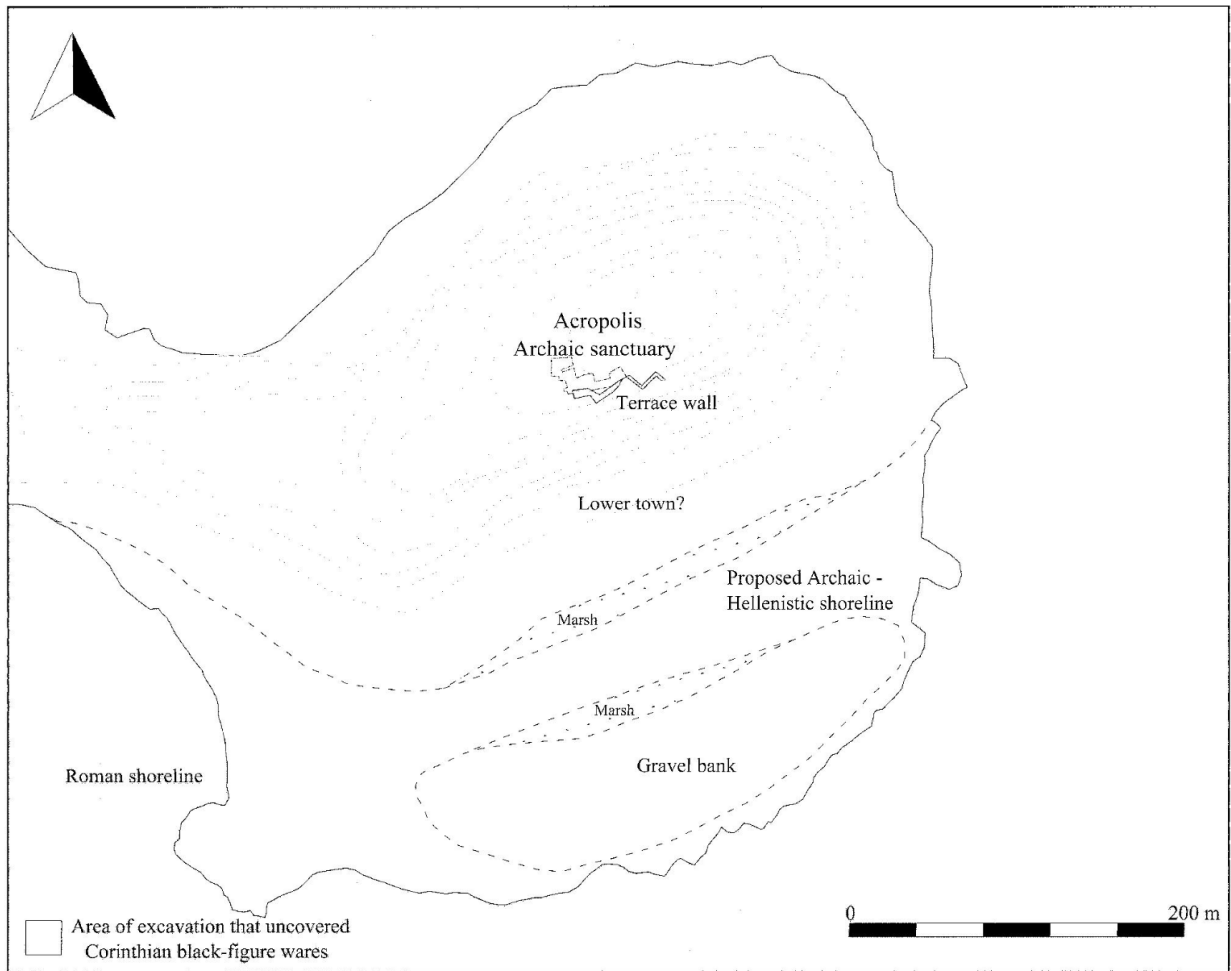 Acropolis
Archaic sanctuary
Terrace wall
Lower town?
Proposed Archaic -
Hellenistic shoreline
Marsh
Marsh
Gravel bank
Roman shoreline
0
200 m
Area of excavation that uncovered
Corinthian black-figure wares